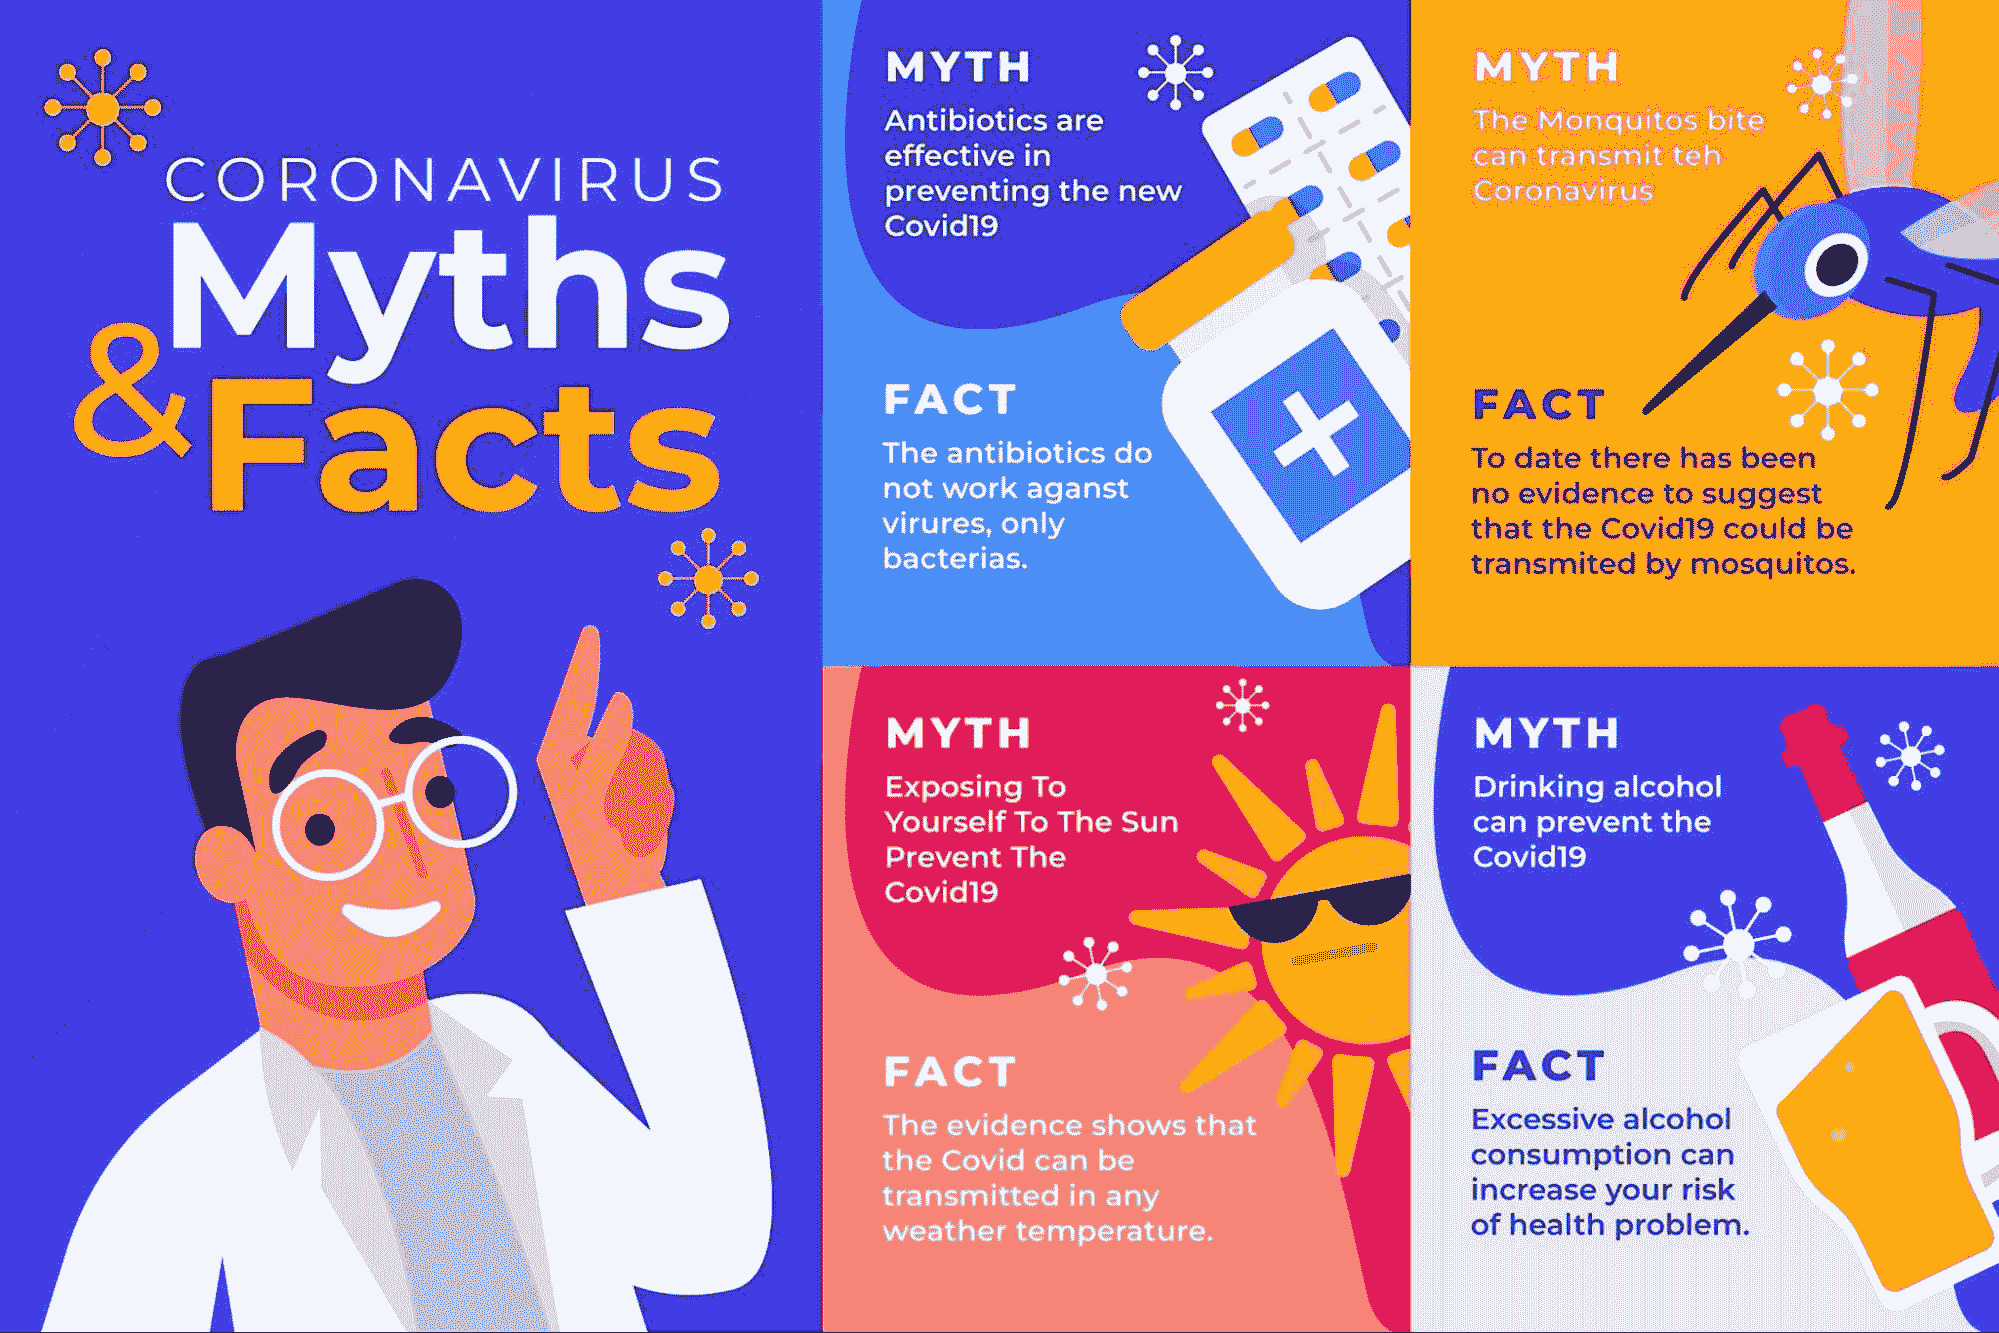 CORONAVIRUS
Myths
&Facts
MYTH
Antibiotics are
effective in
preventing the new
Covid19
FACT
The antibiotics do
not work aganst
virures, only
bacterias.
MYTH
The Monquitos bite
can transmit teh
Coronavirus
FACT
To date there has been
no evidence to suggest
that the Covid19 could be
transmited by mosquitos.
MYTH
Exposing To
Yourself To The Sun
Prevent The
Covid19
FACT
The evidence shows that
the Covid can be
transmitted in any
weather temperature.
MYTH
Drinking alcohol
can prevent the
Covid19
FACT
Excessive alcohol
consumption can
increase your risk
of health problem.